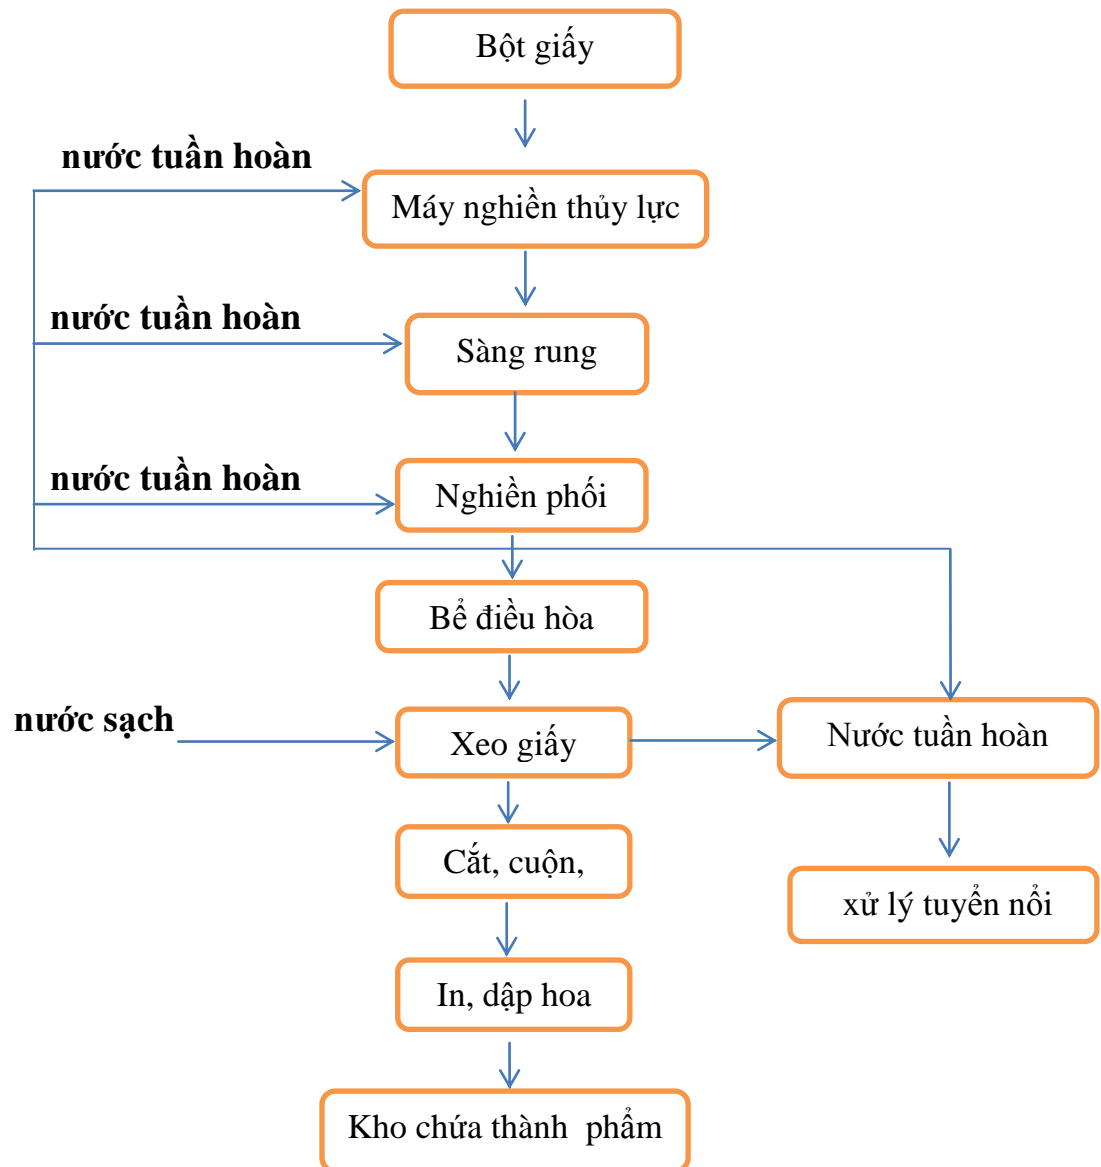 Bột giấy
nước tuần hoàn
Máy nghiền thủy lực
nước tuần hoàn
Sàng rung
nước tuần hoàn
Nghiền phối
Bể điều hòa
nước sạch
Xeo giấy
Nước tuần hoàn
Cắt, cuộn,
xử lý tuyển nổi
In, dập hoa
Kho chứa thành phẩm